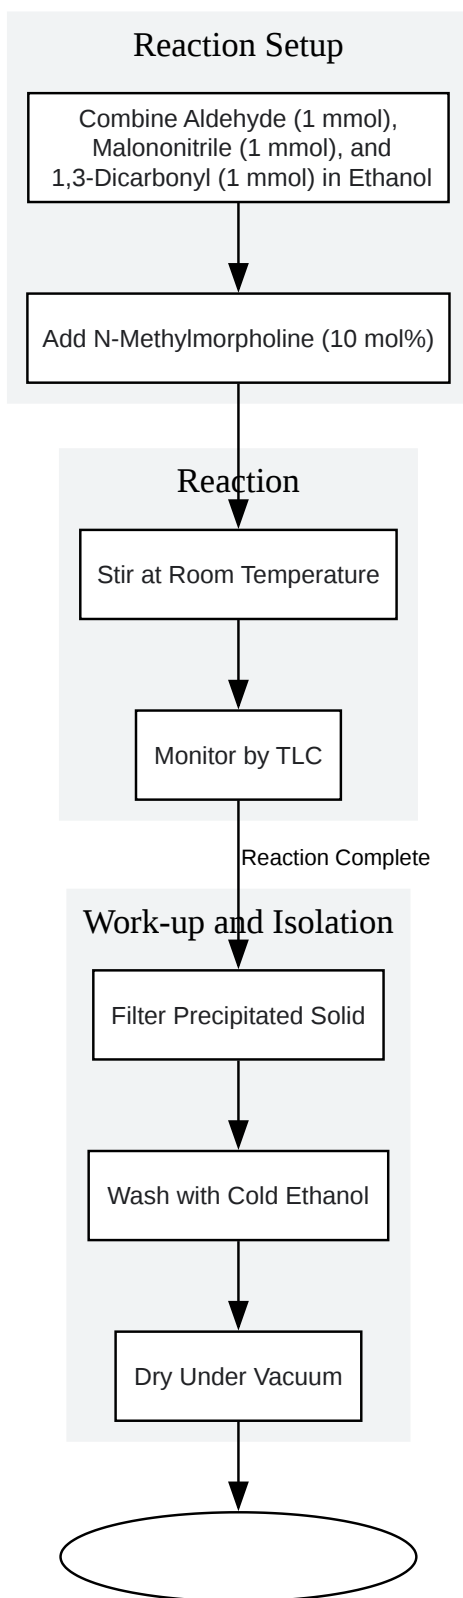 Reaction Setup
Combine Aldehyde (1 mmol),
Malononitrile (1 mmol), and
1,3-Dicarbonyl (1 mmol) in Ethanol
Add N-Methylmorpholine (10 mol%)
Reaction
Stir at Room Temperature
Monitor by TLC
Reaction Complete
Work-up and Isolation
Filter Precipitated Solid
Wash with Cold Ethanol
Dry Under Vacuum